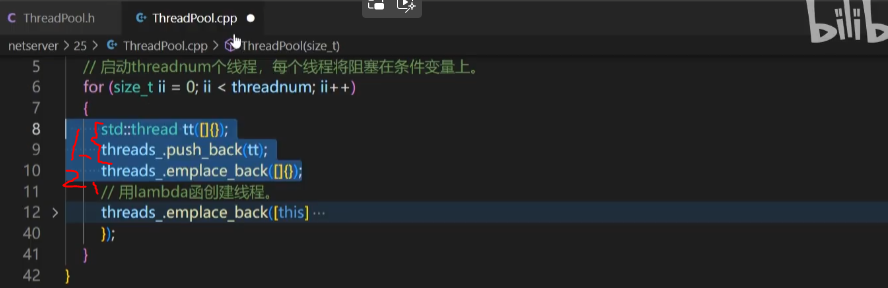 ThreadPool.h
ThreadPool.cpp
bilib
netserver > 25 > ThreadPool.cpp > ThreadPool(size_t)
5 // 启动threadnum个线程，每个线程将阻塞在条件变量上。
6 for (size_t ii = 0; ii < threadnum; ii++)
7 {
8 std::thread tt([]{});
9 threads_.push_back(tt);
10 threads_.emplace_back([]{});
11 // 用lambda函创建线程。
12 threads_.emplace_back([this] ···
40 });
41 }
42 }
1.
2.